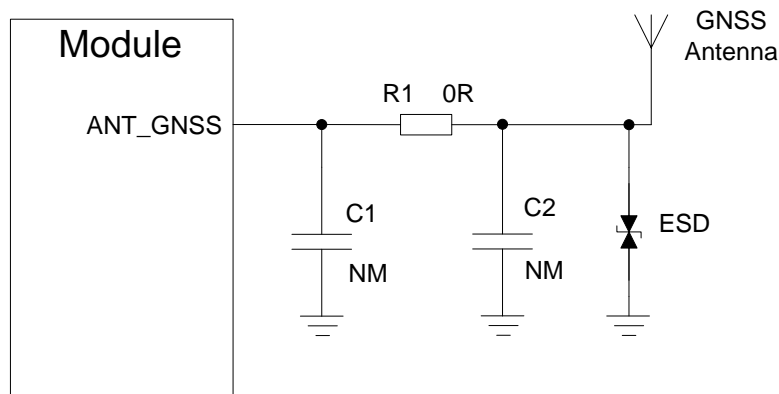 Module
GNSS
Antenna
R1 0R
ANT_GNSS
C1
NM
C2
NM
ESD